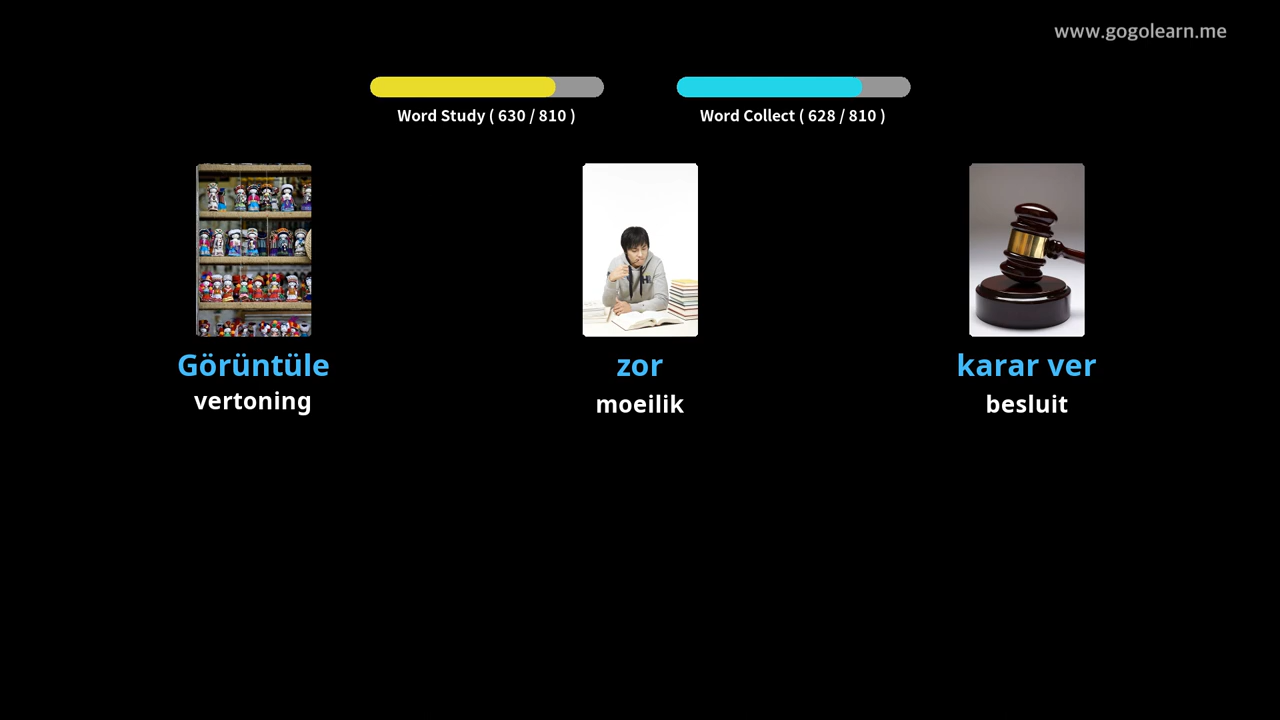 www.gogolearn.me
Word Study ( 630 / 810 )
Word Collect ( 628 / 810 )
Görüntüle
vertoning
zor
moeilik
karar ver
besluit